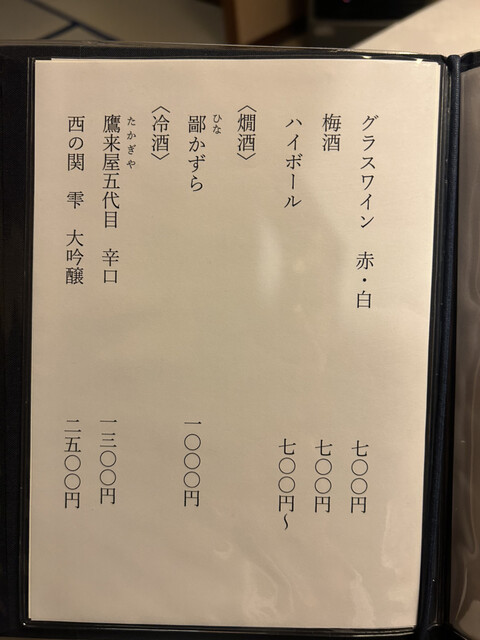 グラスワイン　赤・白　七〇〇円
梅酒　七〇〇円
ハイボール　七〇〇円〜
〈燗酒〉
鄙かずら　一〇〇〇円
ひな
〈冷酒〉
鷹来屋五代目　辛口　一三〇〇円
たかぎや
西の関　雫　大吟醸　二五〇〇円